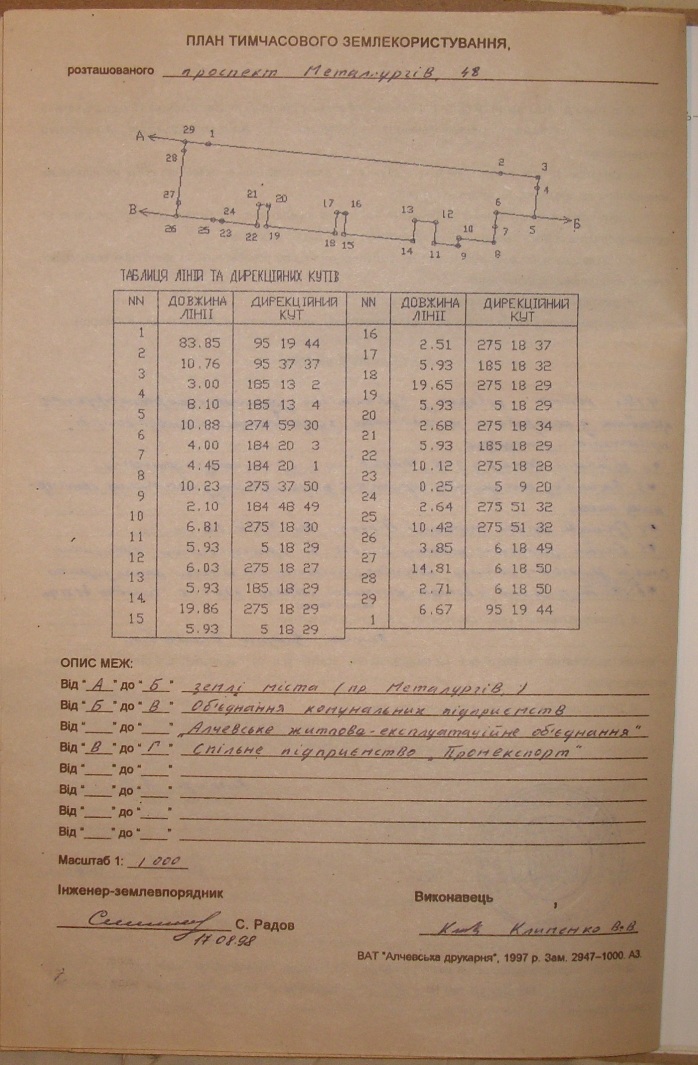 ПЛАН ТИМЧАСОВОГО ЗЕМЛЕКОРИСТУВАННЯ,
розташованого проспект Металургів, 48
А 29 1
28 2 3
4
27 21 20 17 16 13 12 6
В 24 10 7 5 Б
26 25 23 22 19 18 15 14 11 9 8
ТАБЛИЦЯ ЛІНІЙ ТА ДИРЕКЦІЙНИХ КУТІВ
NN ДОВЖИНА ЛІНІЇ ДИРЕКЦІЙНИЙ КУТ NN ДОВЖИНА ЛІНІЇ ДИРЕКЦІЙНИЙ КУТ
1 16
83.85 95 19 44 2.51 275 18 37
2 17
10.76 95 37 37 5.93 185 18 32
3 18
3.00 185 13 2 19.65 275 18 29
4 19
8.10 185 13 4 5.93 5 18 29
5 20
10.88 274 59 30 2.68 275 18 34
6 21
4.00 184 20 3 5.93 185 18 29
7 22
4.45 184 20 1 10.12 275 18 28
8 23
10.23 275 37 50 0.25 5 9 20
9 24
2.10 184 48 49 2.64 275 51 32
10 25
6.81 275 18 30 10.42 275 51 32
11 26
5.93 5 18 29 3.85 6 18 49
12 27
6.03 275 18 27 14.81 6 18 50
13 28
5.93 185 18 29 2.71 6 18 50
14 29
19.86 275 18 29 6.67 95 19 44
15 1
5.93 5 18 29
ОПИС МЕЖ:
Від "А" до "Б" землі міста (пр. Металургів,)
Від "Б" до "В" Об'єднання комунальних підприємств
Від "____" до "____" „Алчевське житлово-експлуатаційне об'єднання"
Від "В" до "Г" Спільне підприємство „Промекспорт"
Від "____" до "____"
Від "____" до "____"
Від "____" до "____"
Від "____" до "____"
Масштаб 1: 1000
Інженер-землевпорядник Виконавець
С. Радов Клипенко В.В
17.08.98
ВАТ "Алчевська друкарня", 1997 р. Зам. 2947–1000. А3.